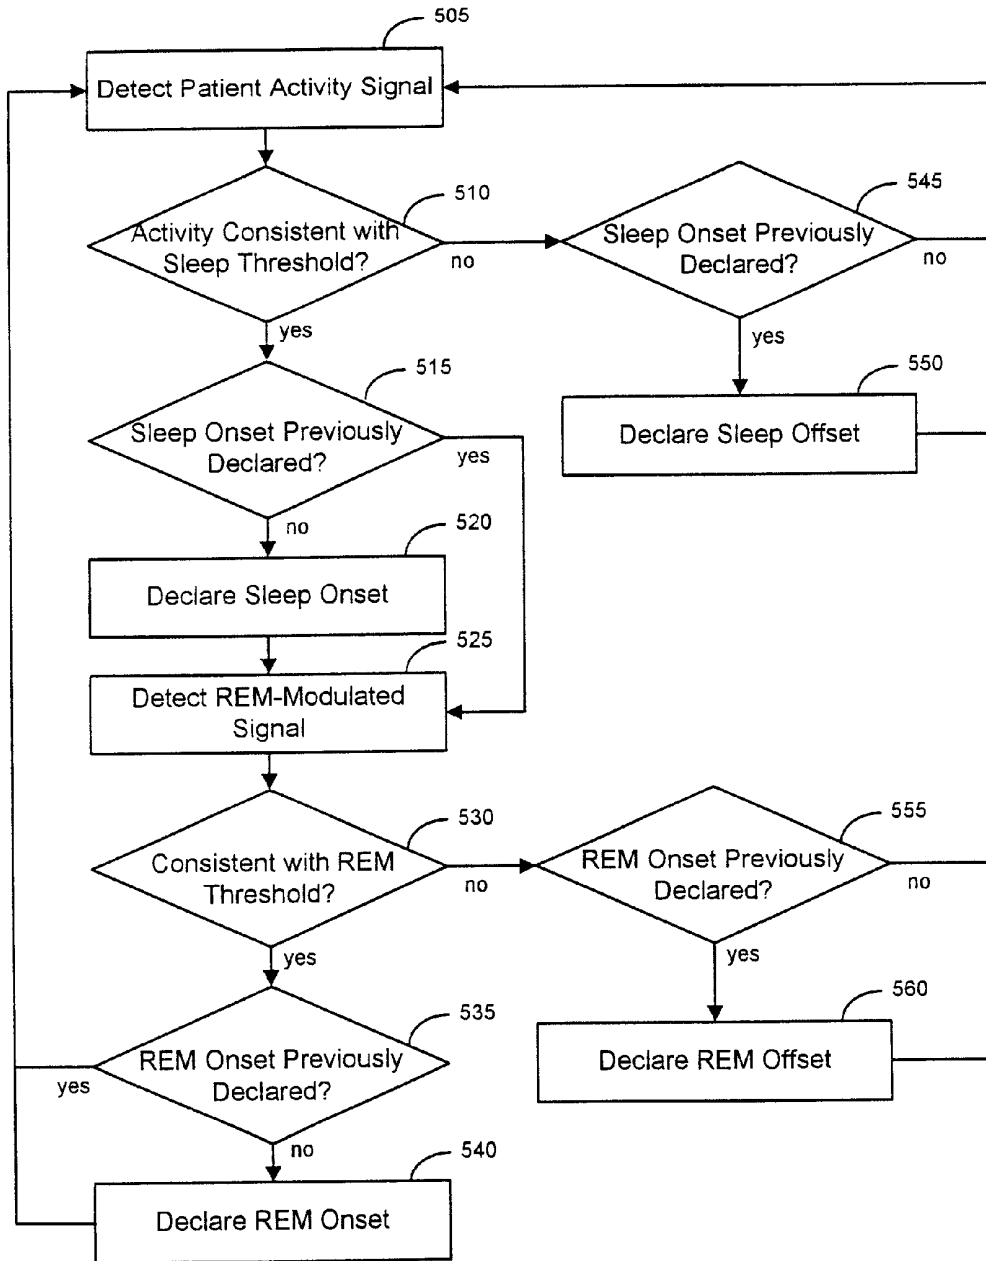 505
Detect Patient Activity Signal
510
Activity Consistent with
Sleep Threshold?
no
yes
545
Sleep Onset Previously
Declared?
no
yes
550
Declare Sleep Offset
515
Sleep Onset Previously
Declared?
yes
no
520
Declare Sleep Onset
525
Detect REM-Modulated
Signal
530
Consistent with REM
Threshold?
no
yes
555
REM Onset Previously
Declared?
no
yes
560
Declare REM Offset
535
REM Onset Previously
Declared?
yes
no
540
Declare REM Onset